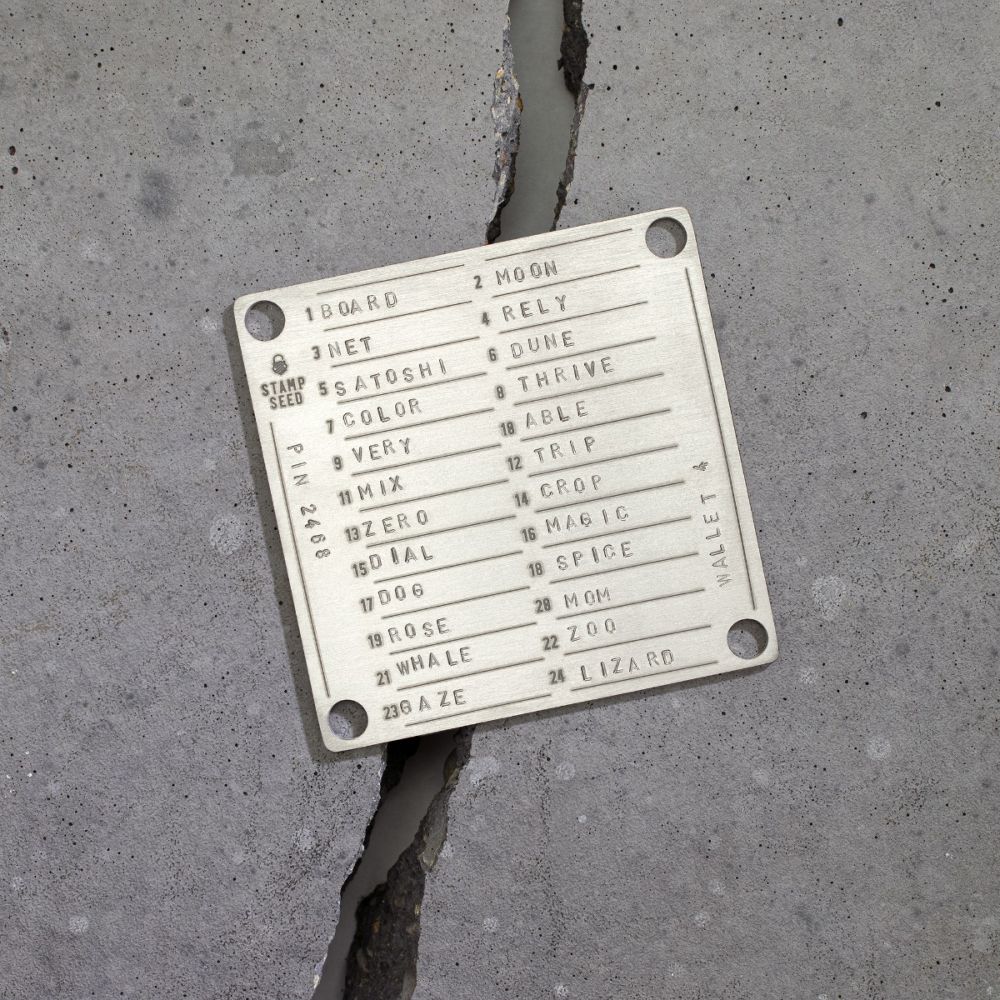 1 BOARD 2 MOON
3 NET 4 RELY
5 SATOSHI 6 DUNE
7 COLOR 8 THRIVE
9 VERY 10 ABLE
11 MIX 12 TRIP
13 ZERO 14 CROP
15 DIAL 16 MAGIC
17 DOG 18 SPICE
19 ROSE 20 MOM
21 WHALE 22 ZOO
23 GAZE 24 LIZARD
STAMP
SEED
PIN 2468
WALLET 4